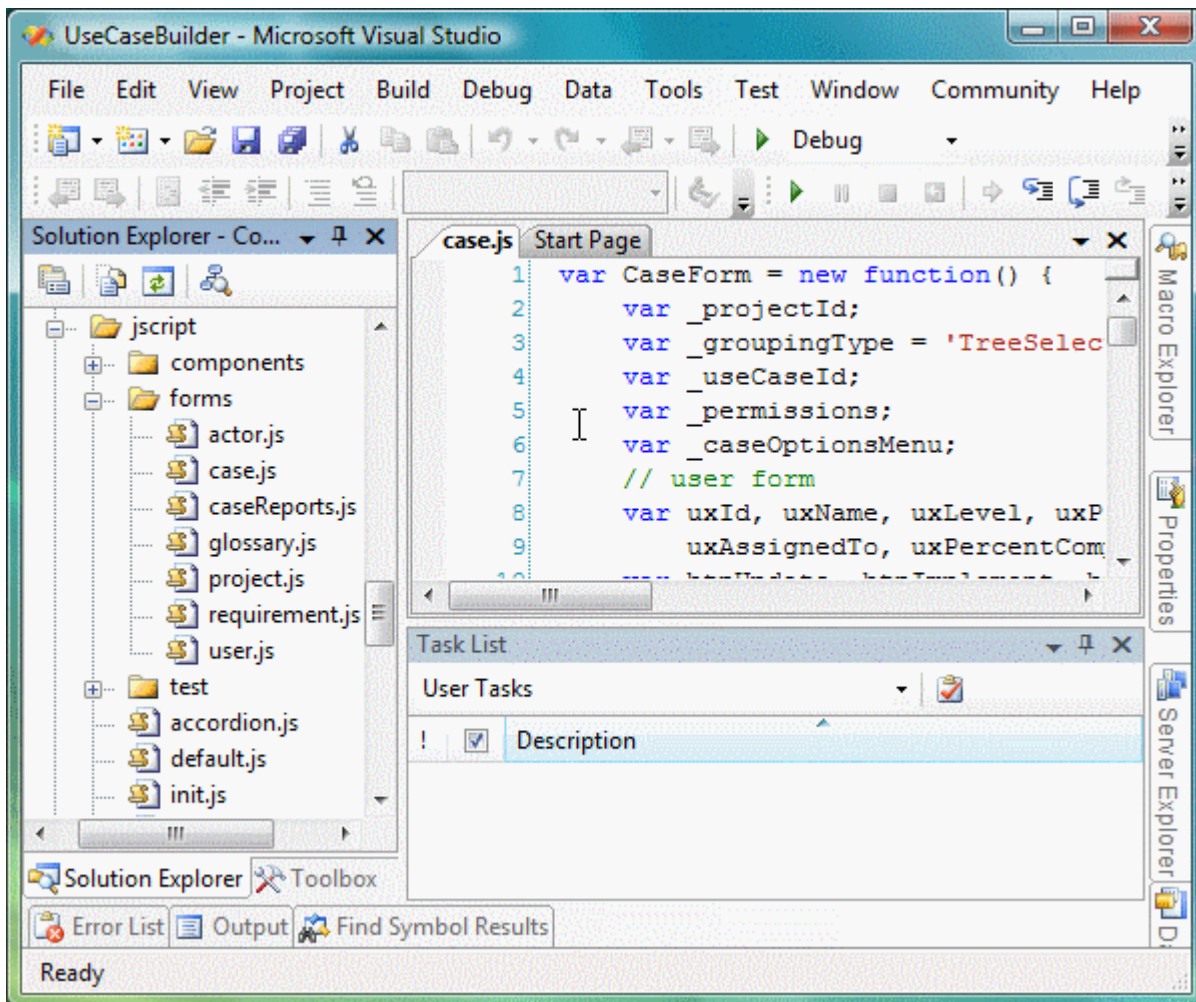 UseCaseBuilder - Microsoft Visual Studio
File Edit View Project Build Debug Data Tools Test Window Community Help
Debug
Solution Explorer - Co...
jscript
components
forms
actor.js
case.js
caseReports.js
glossary.js
project.js
requirement.js
user.js
test
accordion.js
default.js
init.js
Solution Explorer Toolbox
case.js Start Page
1 var CaseForm = new function() {
2 var _projectId;
3 var _groupingType = 'TreeSelec
4 var _useCaseId;
5 var _permissions;
6 var _caseOptionsMenu;
7 // user form
8 var uxId, uxName, uxLevel, uxP
9 uxAssignedTo, uxPercentCom
Task List
User Tasks
! Description
Macro Explorer
Properties
Server Explorer
Error List Output Find Symbol Results
Ready